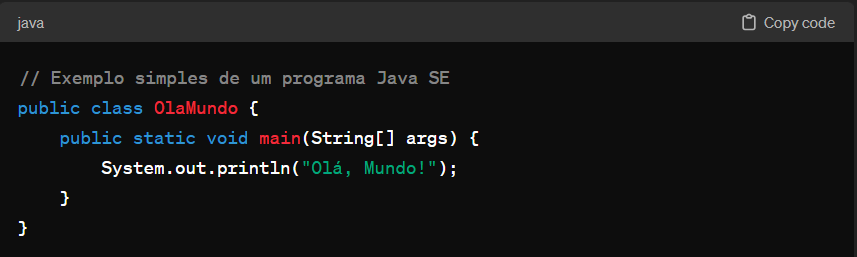 java
Copy code
// Exemplo simples de um programa Java SE
public class OlaMundo {
    public static void main(String[] args) {
        System.out.println("Olá, Mundo!");
    }
}